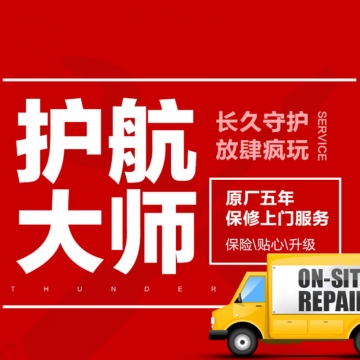 护航
大师
长久守护
放肆疯玩
SERVICE
原厂五年
保修上门服务
保险\贴心\升级
THUNDER
ON-SIT
REPAIR